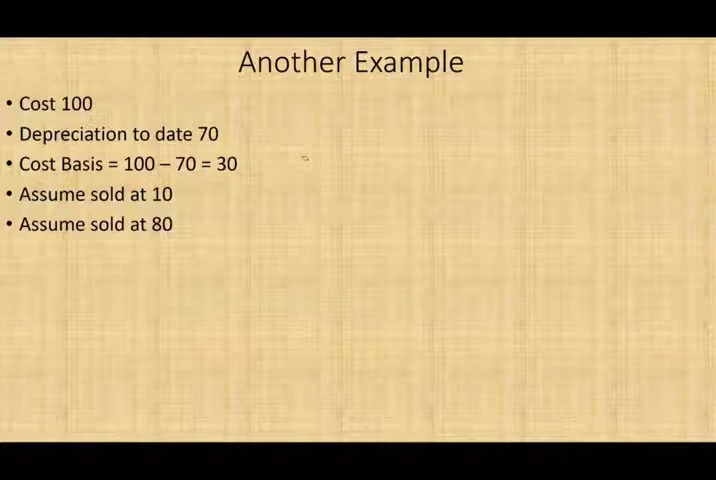 Another Example
• Cost 100
• Depreciation to date 70
• Cost Basis = 100 – 70 = 30
• Assume sold at 10
• Assume sold at 80